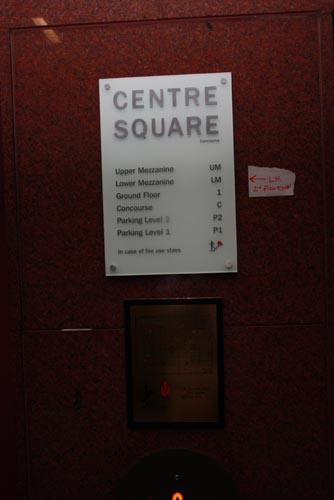 CENTRE
SQUARE
Upper Mezzanine UM
Lower Mezzanine LM
Ground Floor 1
Concourse C
Parking Level 2 P2
Parking Level 1 P1
In case of fire use stairs
← LM